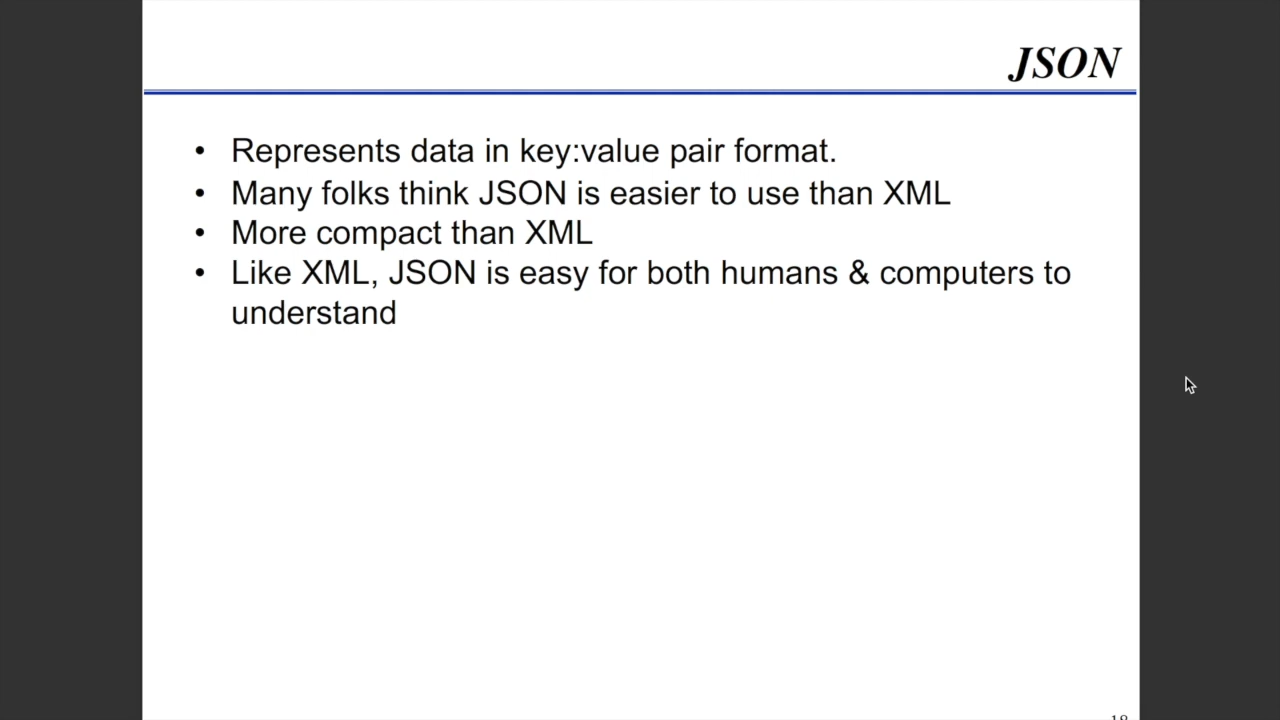 JSON
• Represents data in key:value pair format.
• Many folks think JSON is easier to use than XML
• More compact than XML
• Like XML, JSON is easy for both humans & computers to
understand